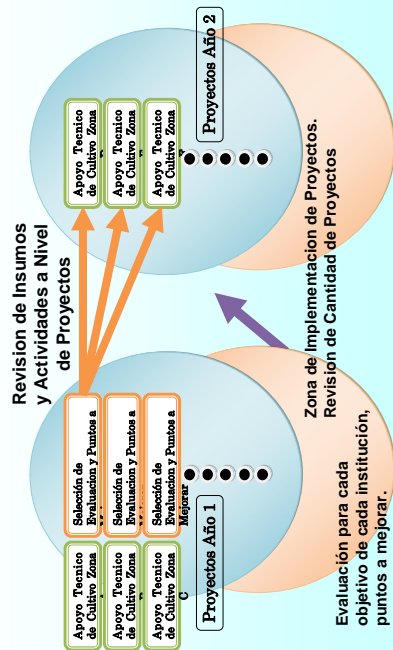 Revision de Insumos
y Actividades a Nivel
de Proyectos
Apoyo Tecnico
de Cultivo Zona
Apoyo Tecnico
de Cultivo Zona
Apoyo Tecnico
de Cultivo Zona
C
Selección de
Evaluacion y Puntos a
Selección de
Evaluacion y Puntos a
Selección de
Evaluacion y Puntos a
Mejorar
Proyectos Año 1
Apoyo Tecnico
de Cultivo Zona
Apoyo Tecnico
de Cultivo Zona
Apoyo Tecnico
de Cultivo Zona
Proyectos Año 2
Evaluación para cada
objetivo de cada institución,
puntos a mejorar.
Zona de Implementacion de Proyectos.
Revision de Cantidad de Proyectos